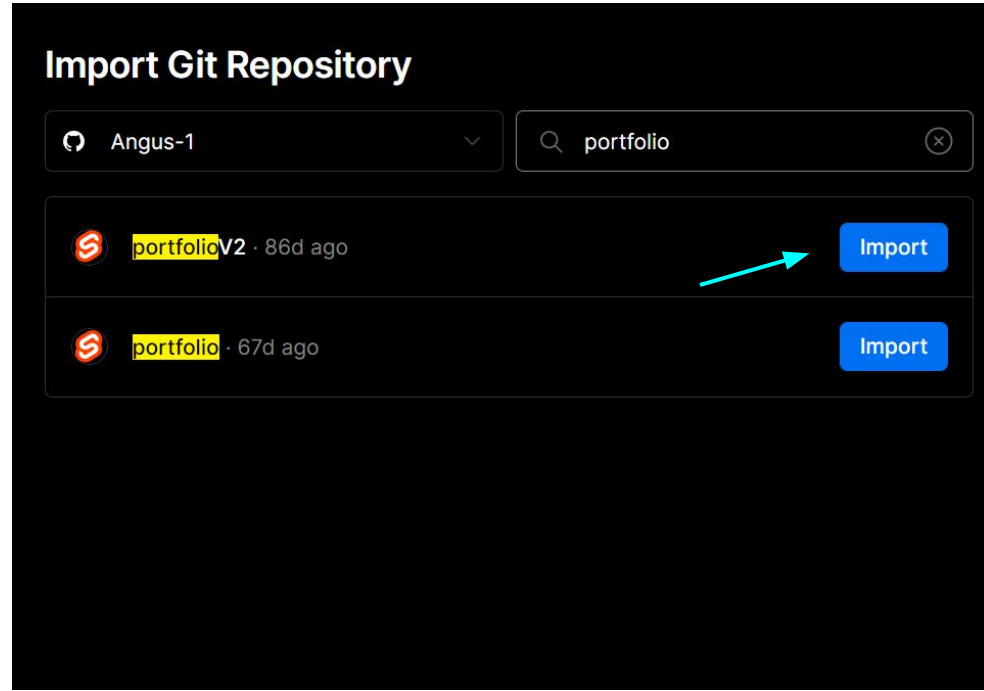 Import Git Repository
Angus-1
portfolio
portfolioV2 · 86d ago
Import
portfolio · 67d ago
Import